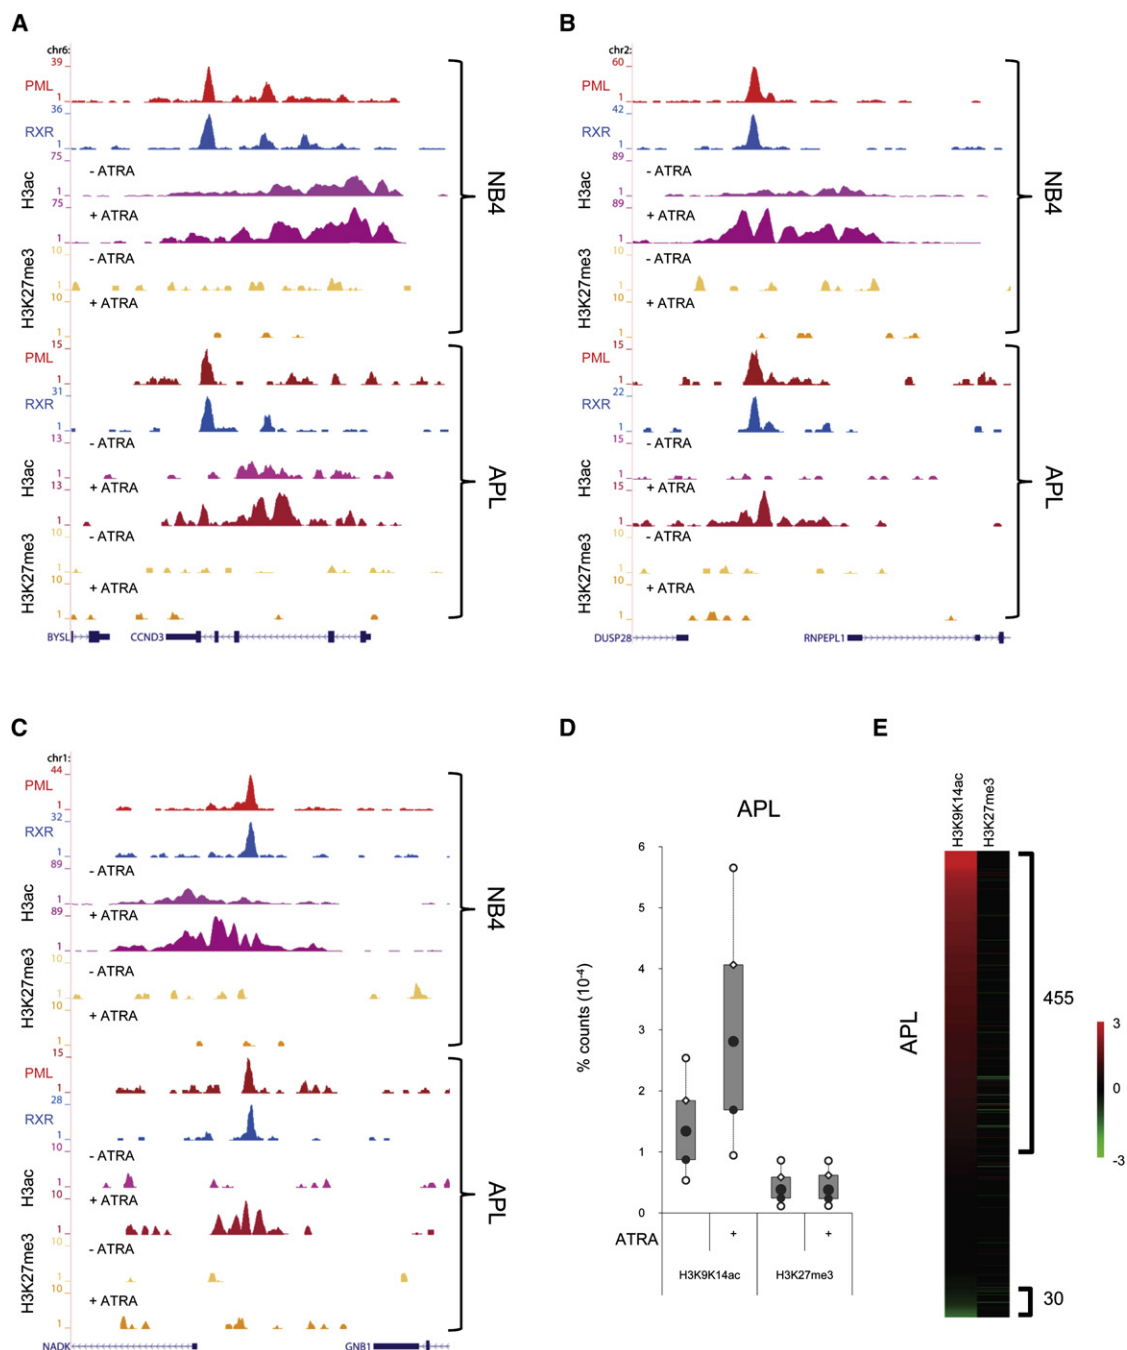 A
chr6:
39
PML
1
36
RXR
1
75
- ATRA
H3ac
1
75
+ ATRA
1
10
- ATRA
H3K27me3
1
10
+ ATRA
1
NB4
15
PML
1
31
RXR
1
13
- ATRA
H3ac
1
13
+ ATRA
1
10
- ATRA
H3K27me3
1
10
+ ATRA
1
APL
BYSL CCND3
B
chr2:
60
PML
1
42
RXR
1
89
- ATRA
H3ac
1
89
+ ATRA
1
10
- ATRA
H3K27me3
1
10
+ ATRA
1
NB4
15
PML
1
22
RXR
1
15
- ATRA
H3ac
1
15
+ ATRA
1
10
- ATRA
H3K27me3
1
10
+ ATRA
1
APL
DUSP28 RNPEPL1
C
chr1:
44
PML
1
32
RXR
1
89
- ATRA
H3ac
1
89
+ ATRA
1
10
- ATRA
H3K27me3
1
10
+ ATRA
1
NB4
15
PML
1
28
RXR
1
10
- ATRA
H3ac
1
10
+ ATRA
1
10
- ATRA
H3K27me3
1
10
+ ATRA
1
APL
NADK GNB1
D
APL
% counts (10⁻⁴)
6
5
4
3
2
1
0
ATRA + +
H3K9K14ac H3K27me3
E
H3K9K14ac
H3K27me3
APL
455
30
3
0
-3